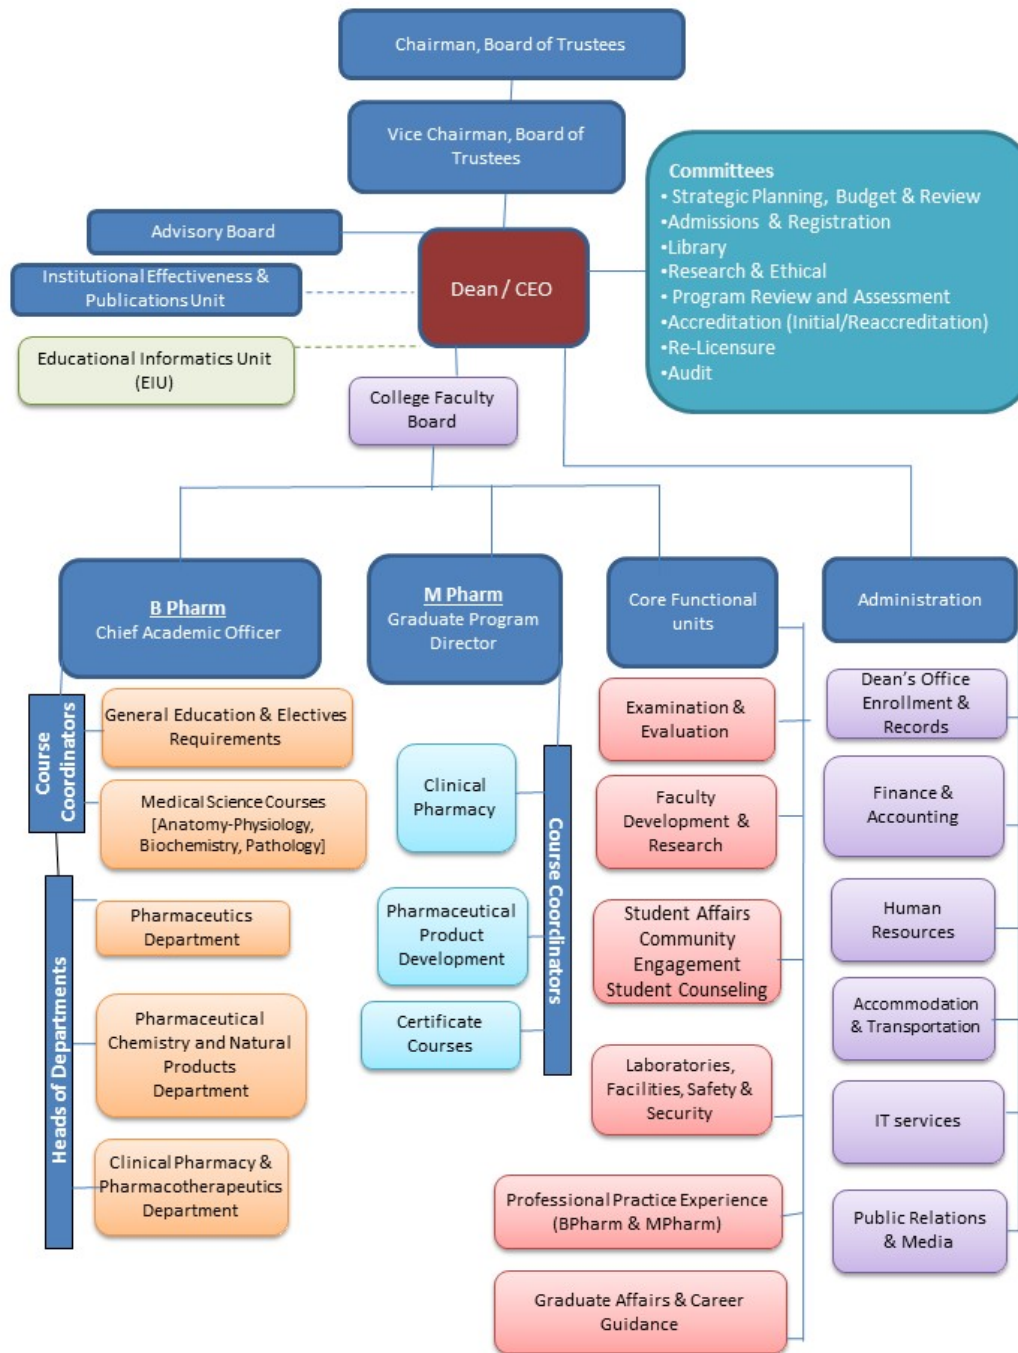 Chairman, Board of Trustees
Vice Chairman, Board of
Trustees
Committees
• Strategic Planning, Budget & Review
•Admissions & Registration
•Library
•Research & Ethical
• Program Review and Assessment
•Accreditation (Initial/Reaccreditation)
•Re-Licensure
•Audit
Advisory Board
Institutional Effectiveness &
Publications Unit
Dean / CEO
Educational Informatics Unit
(EIU)
College Faculty
Board
B Pharm
Chief Academic Officer
M Pharm
Graduate Program
Director
Core Functional
units
Administration
Course
Coordinators
General Education & Electives
Requirements
Medical Science Courses
[Anatomy-Physiology,
Biochemistry, Pathology]
Heads of Departments
Pharmaceutics
Department
Pharmaceutical
Chemistry and Natural
Products
Department
Clinical Pharmacy &
Pharmacotherapeutics
Department
Clinical
Pharmacy
Pharmaceutical
Product
Development
Certificate
Courses
Course Coordinators
Examination &
Evaluation
Faculty
Development &
Research
Student Affairs
Community
Engagement
Student Counseling
Laboratories,
Facilities, Safety &
Security
Professional Practice Experience
(BPharm & MPharm)
Graduate Affairs & Career
Guidance
Dean's Office
Enrollment &
Records
Finance &
Accounting
Human
Resources
Accommodation
& Transportation
IT services
Public Relations
& Media